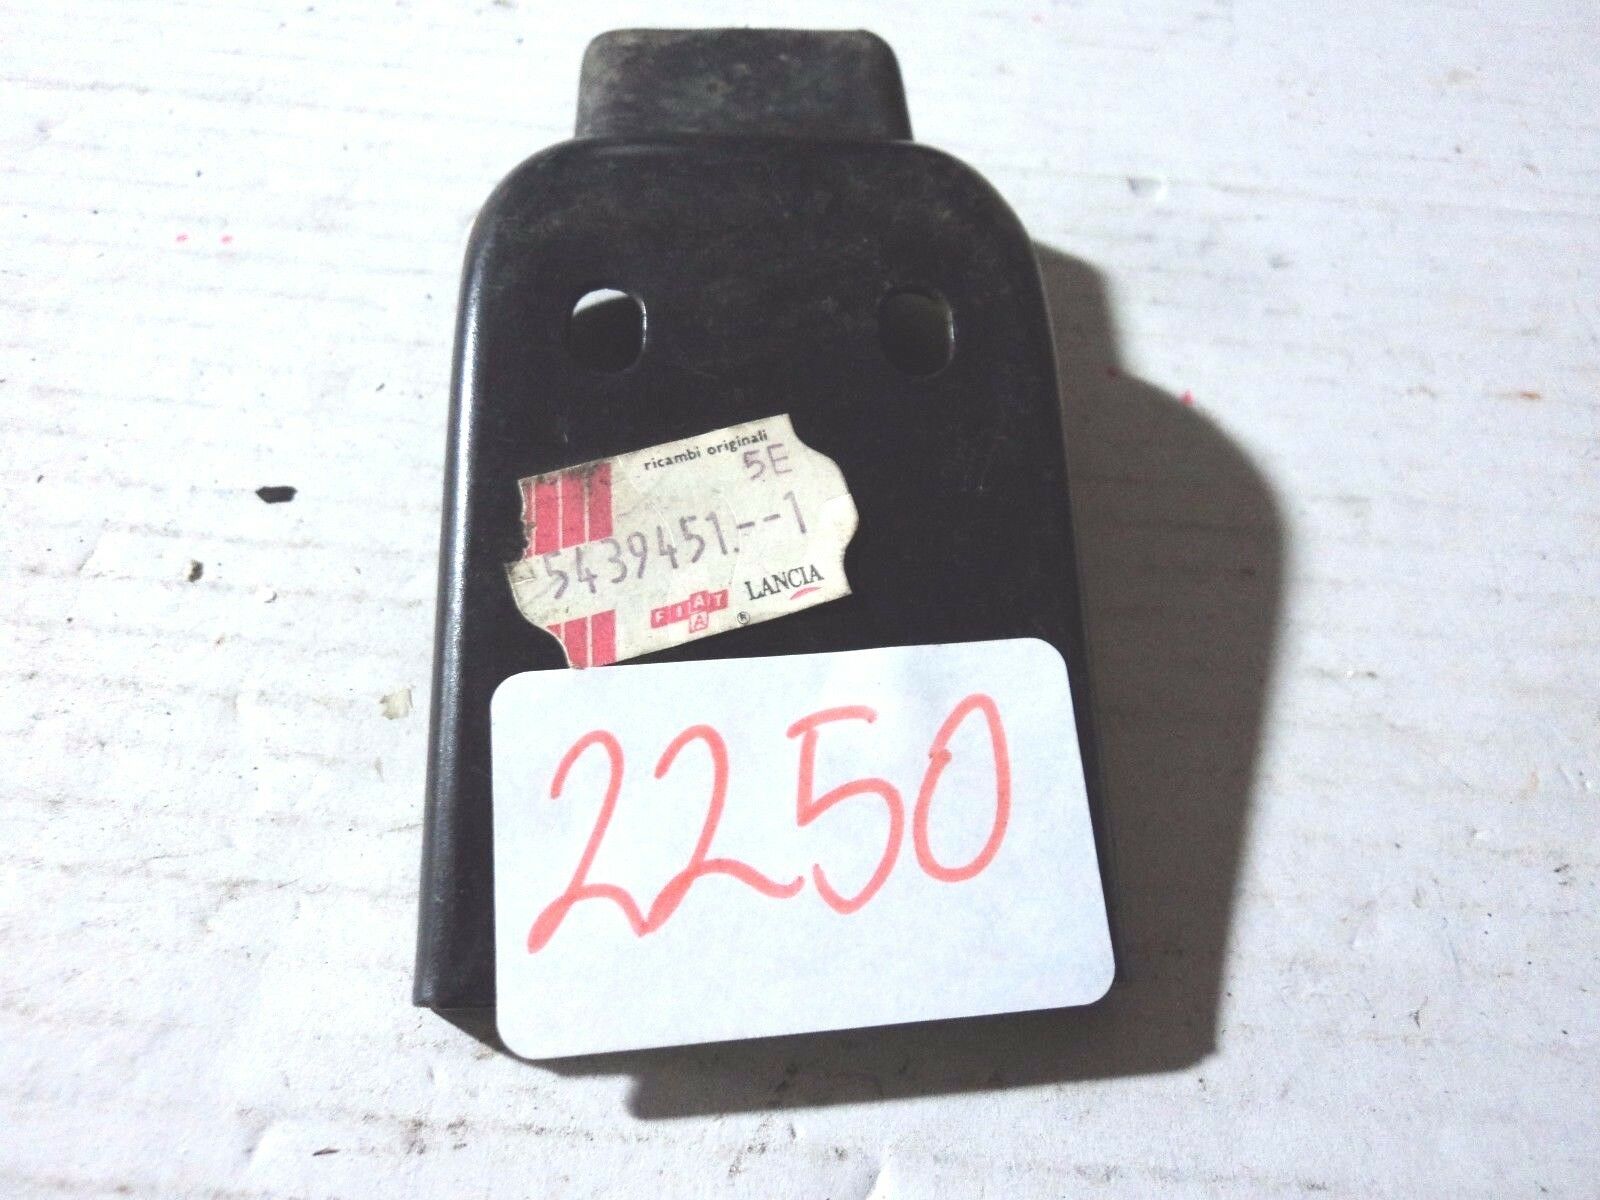 ricambi originali
5E
5439451.--1
FIAT
A
® LANCIA
2250